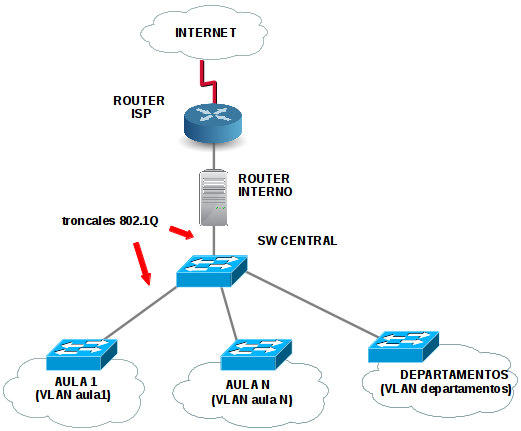 INTERNET
ROUTER
ISP
ROUTER
INTERNO
troncales 802.1Q
SW CENTRAL
AULA 1
(VLAN aula1)
AULA N
(VLAN aula N)
DEPARTAMENTOS
(VLAN departamentos)